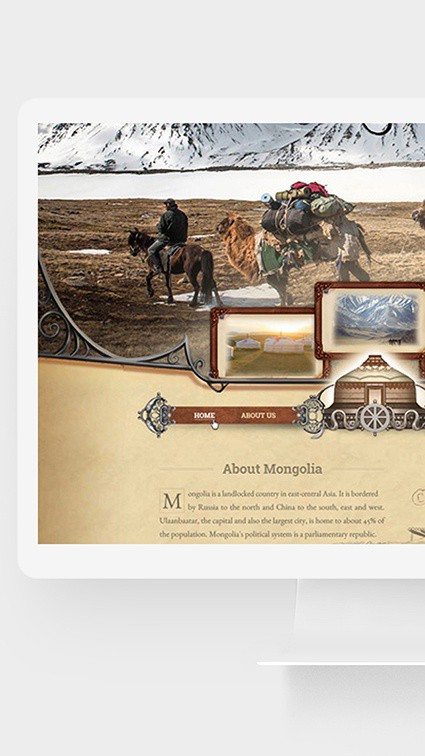 HOME ABOUT US
About Mongolia
Mongolia is a landlocked country in east-central Asia. It is bordered
by Russia to the north and China to the south, east and west.
Ulaanbaatar, the capital and also the largest city, is home to about 45% of
the population. Mongolia's political system is a parliamentary republic.